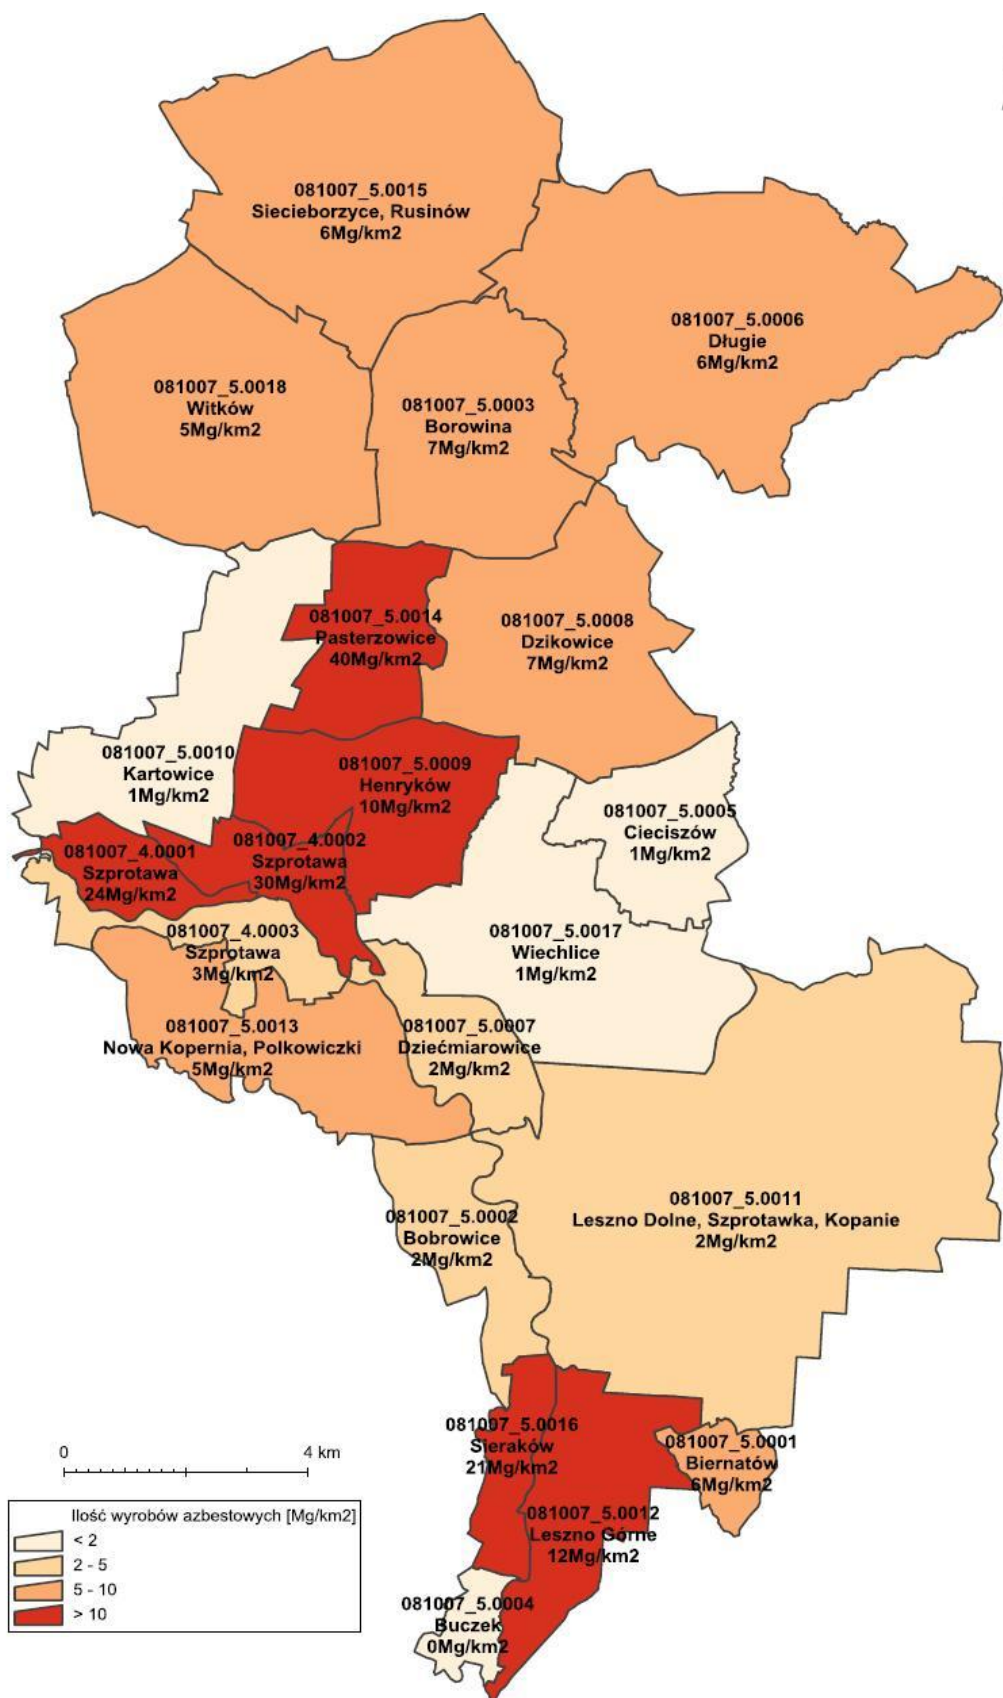 081007_5.0015
Siecieborzyce, Rusinów
6Mg/km2
081007_5.0006
Długie
6Mg/km2
081007_5.0018
Witków
5Mg/km2
081007_5.0003
Borowina
7Mg/km2
081007_5.0014
Pasterzowice
40Mg/km2
081007_5.0008
Dzikowice
7Mg/km2
081007_5.0010
Kartowice
1Mg/km2
081007_5.0009
Henryków
10Mg/km2
081007_5.0005
Cieciszów
1Mg/km2
081007_4.0001
Szprotawa
24Mg/km2
081007_4.0002
Szprotawa
30Mg/km2
081007_4.0003
Szprotawa
3Mg/km2
081007_5.0017
Wiechlice
1Mg/km2
081007_5.0013
Nowa Kopernia, Polkowiczki
5Mg/km2
081007_5.0007
Dziećmiarowice
2Mg/km2
081007_5.0011
Leszno Dolne, Szprotawka, Kopanie
2Mg/km2
081007_5.0002
Bobrowice
2Mg/km2
081007_5.0016
Sieraków
21Mg/km2
081007_5.0001
Biernatów
6Mg/km2
081007_5.0012
Leszno Górne
12Mg/km2
081007_5.0004
Buczek
0Mg/km2
0 4 km
Ilość wyrobów azbestowych [Mg/km2]
< 2
2 - 5
5 - 10
> 10